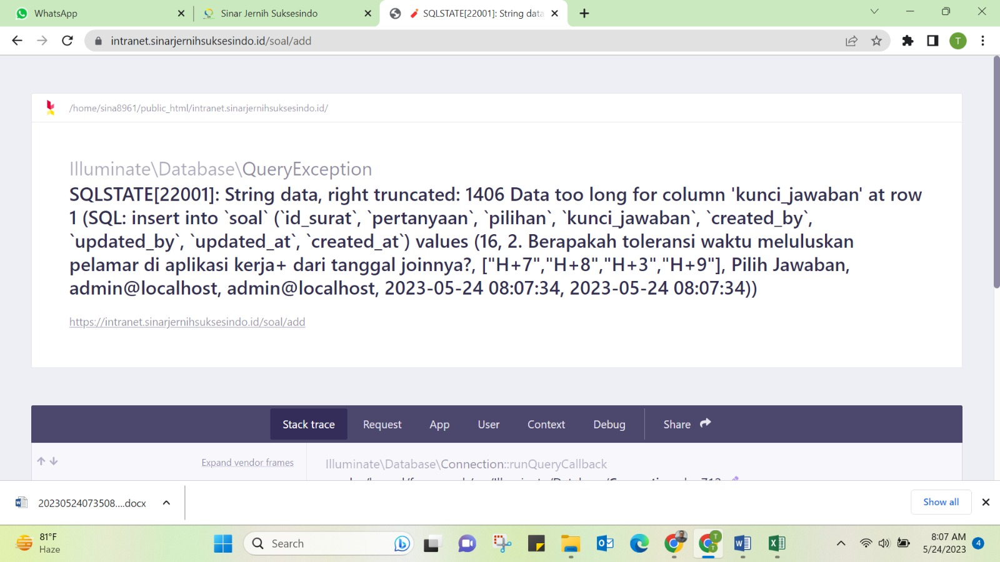 WhatsApp
Sinar Jernih Suksesindo
SQLSTATE[22001]: String data
intranet.sinarjernihsuksesindo.id/soal/add
T
/home/sina8961/public_html/intranet.sinarjernihsuksesindo.id/
Illuminate\Database\QueryException
SQLSTATE[22001]: String data, right truncated: 1406 Data too long for column 'kunci_jawaban' at row
1 (SQL: insert into `soal` (`id_surat`, `pertanyaan`, `pilihan`, `kunci_jawaban`, `created_by`,
`updated_by`, `updated_at`, `created_at`) values (16, 2. Berapakah toleransi waktu meluluskan
pelamar di aplikasi kerja+ dari tanggal joinnya?, ["H+7","H+8","H+3","H+9"], Pilih Jawaban,
admin@localhost, admin@localhost, 2023-05-24 08:07:34, 2023-05-24 08:07:34))
https://intranet.sinarjernihsuksesindo.id/soal/add
Stack trace Request App User Context Debug Share
Expand vendor frames
Illuminate\Database\Connection::runQueryCallback
20230524073508....docx
Show all
81°F
Haze
Search
8:07 AM
5/24/2023
4